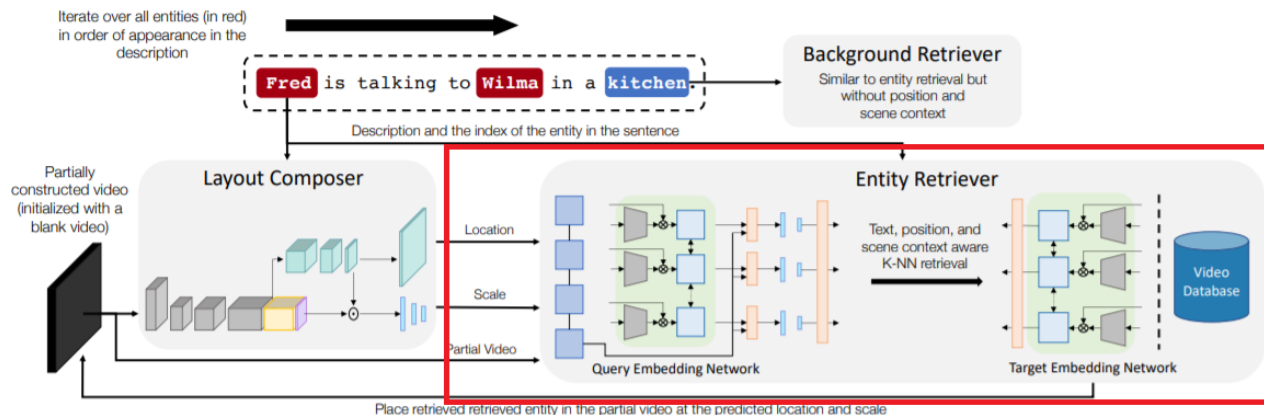 Iterate over all entities (in red)
in order of appearance in the
description
Fred is talking to Wilma in a kitchen.
Background Retriever
Similar to entity retrieval but
without position and
scene context
Description and the index of the entity in the sentence
Partially
constructed video
(initialized with a
blank video)
Layout Composer
Location
Scale
Partial Video
Entity Retriever
Text, position, and
scene context aware
K-NN retrieval
Video
Database
Query Embedding Network
Target Embedding Network
Place retrieved retrieved entity in the partial video at the predicted location and scale